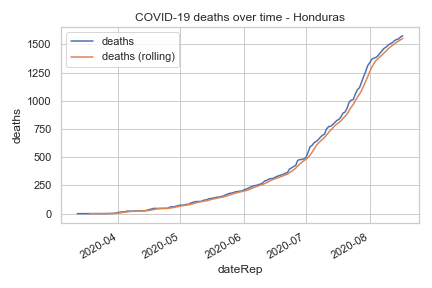 COVID-19 deaths over time - Honduras
deaths
deaths (rolling)
deaths
1500
1250
1000
750
500
250
0
2020-04
2020-05
2020-06
2020-07
2020-08
dateRep